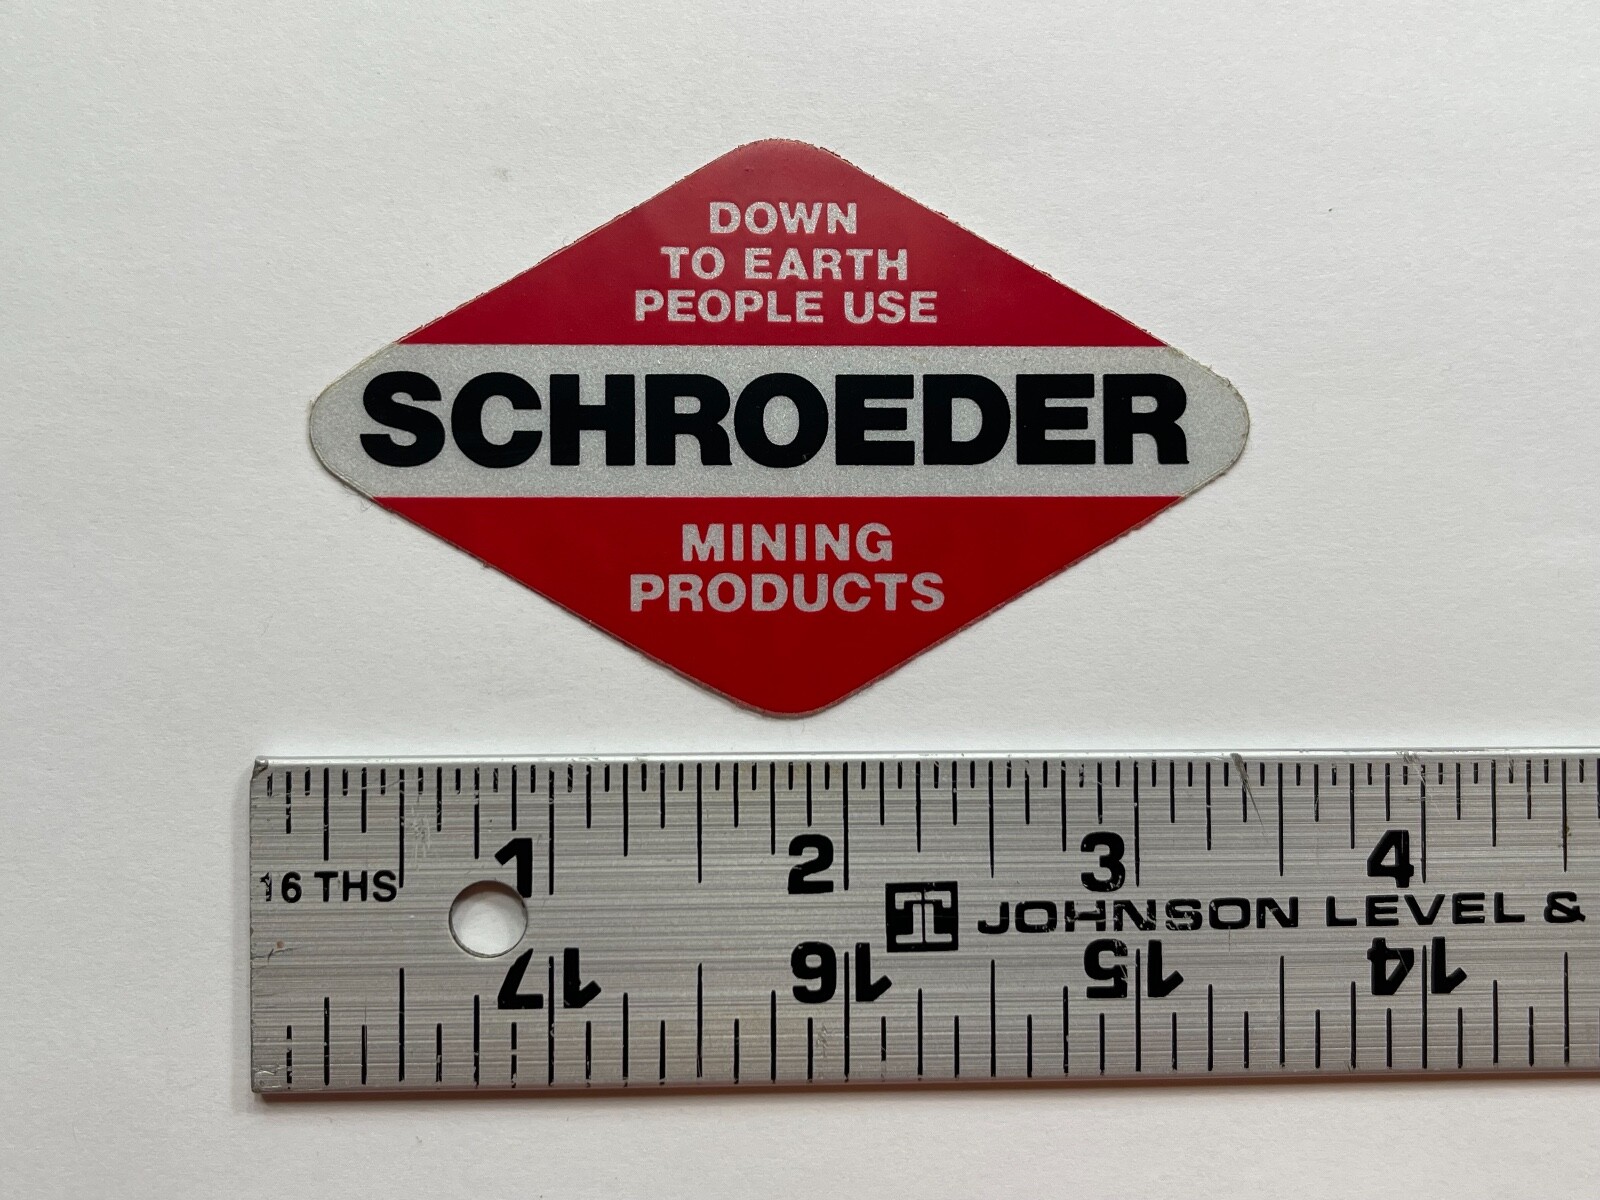 DOWN
TO EARTH
PEOPLE USE
SCHROEDER
MINING
PRODUCTS
1 2 3 4
16 THS
JOHNSON LEVEL &
17 16 15 14